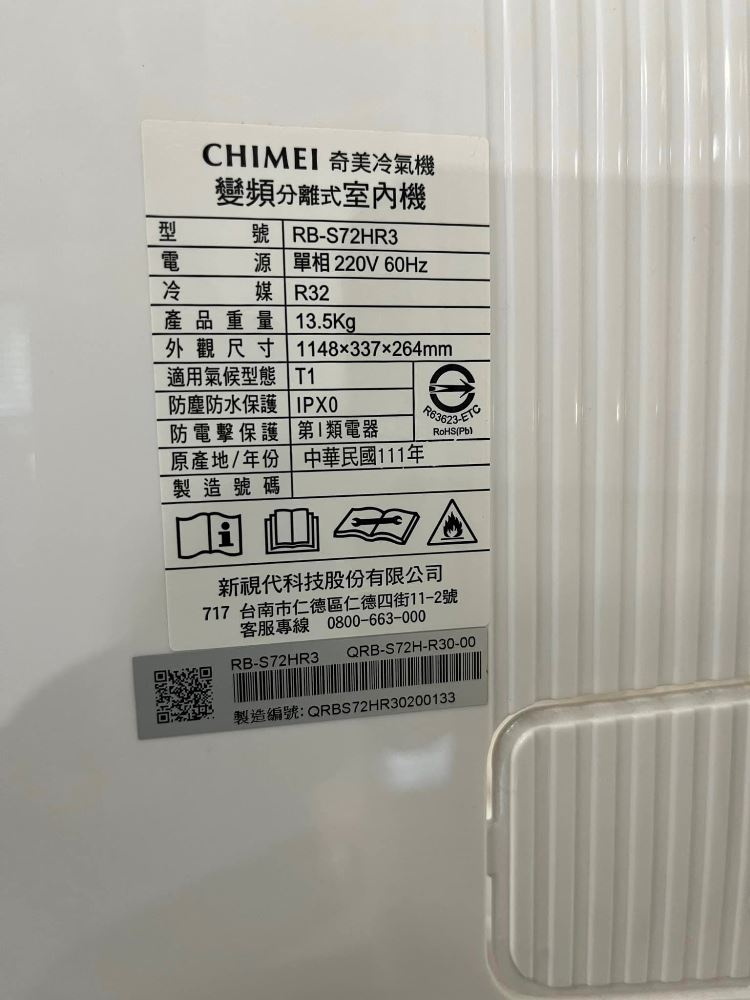 CHIMEI 奇美冷氣機
變頻分離式室內機
型號 RB-S72HR3
電源 單相 220V 60Hz
冷媒 R32
產品重量 13.5Kg
外觀尺寸 1148×337×264mm
適用氣候型態 T1
防塵防水保護 IPX0
防電擊保護 第I類電器
R63623-ETC
RoHS(Pb)
原產地/年份 中華民國111年
製造號碼
新視代科技股份有限公司
717 台南市仁德區仁德四街11-2號
客服專線 0800-663-000
RB-S72HR3 QRB-S72H-R30-00
製造編號: QRBS72HR30200133